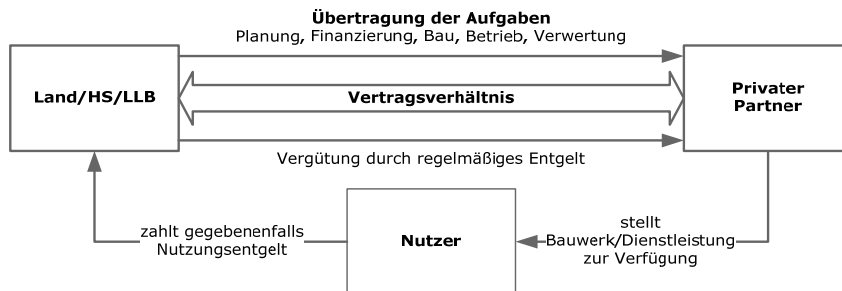 Übertragung der Aufgaben
Planung, Finanzierung, Bau, Betrieb, Verwertung
Land/HS/LLB
Vertragsverhältnis
Privater
Partner
Vergütung durch regelmäßiges Entgelt
zahlt gegebenenfalls
Nutzungsentgelt
Nutzer
stellt
Bauwerk/Dienstleistung
zur Verfügung